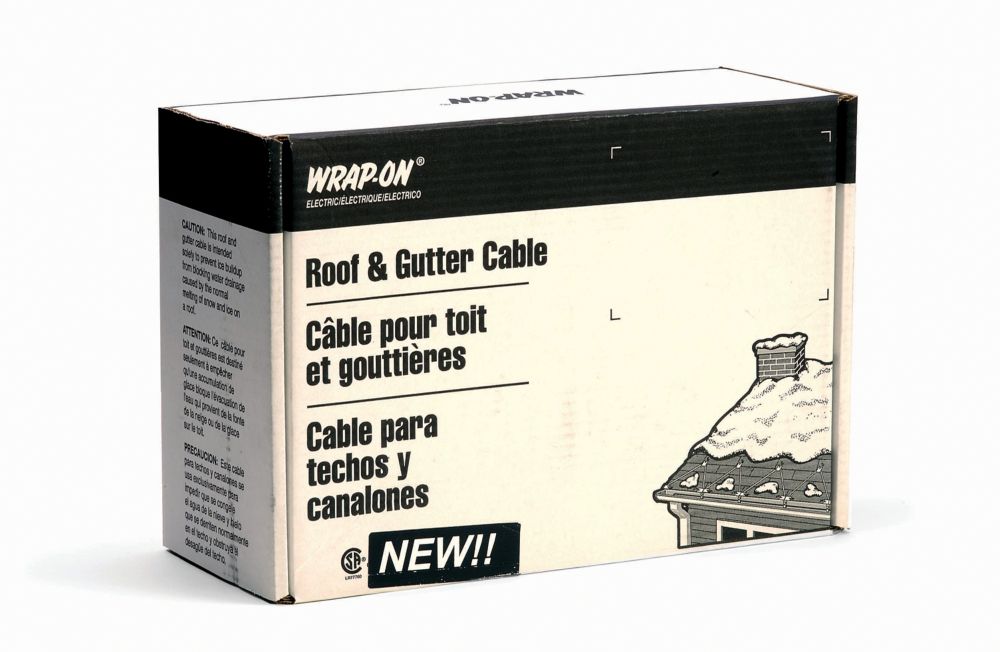 WRAP-ON
WRAP-ON®
ELECTRIC/ÉLECTRIQUE/ELECTRICO
Roof & Gutter Cable
Câble pour toit
et gouttières
Cable para
techos y
canalones
NEW!!
SA®
CAUTION: This roof and
gutter cable is intended
solely to prevent ice buildup
from blocking water drainage
caused by the normal
melting of snow and ice on
a roof.
ATTENTION: Ce câble pour
toit et gouttières est destiné
seulement à empêcher
qu'une accumulation de
glace bloque l'évacuation de
l'eau qui provient de la fonte
de la neige ou de la glace
sur le toit.
PRECAUCION: Este cable
para techos y canalones se
usa exclusivamente para
impedir que se congele
el agua de la nieve y hielo
que se derriten normalmente
en el techo y obstruya el
desagüe del techo.